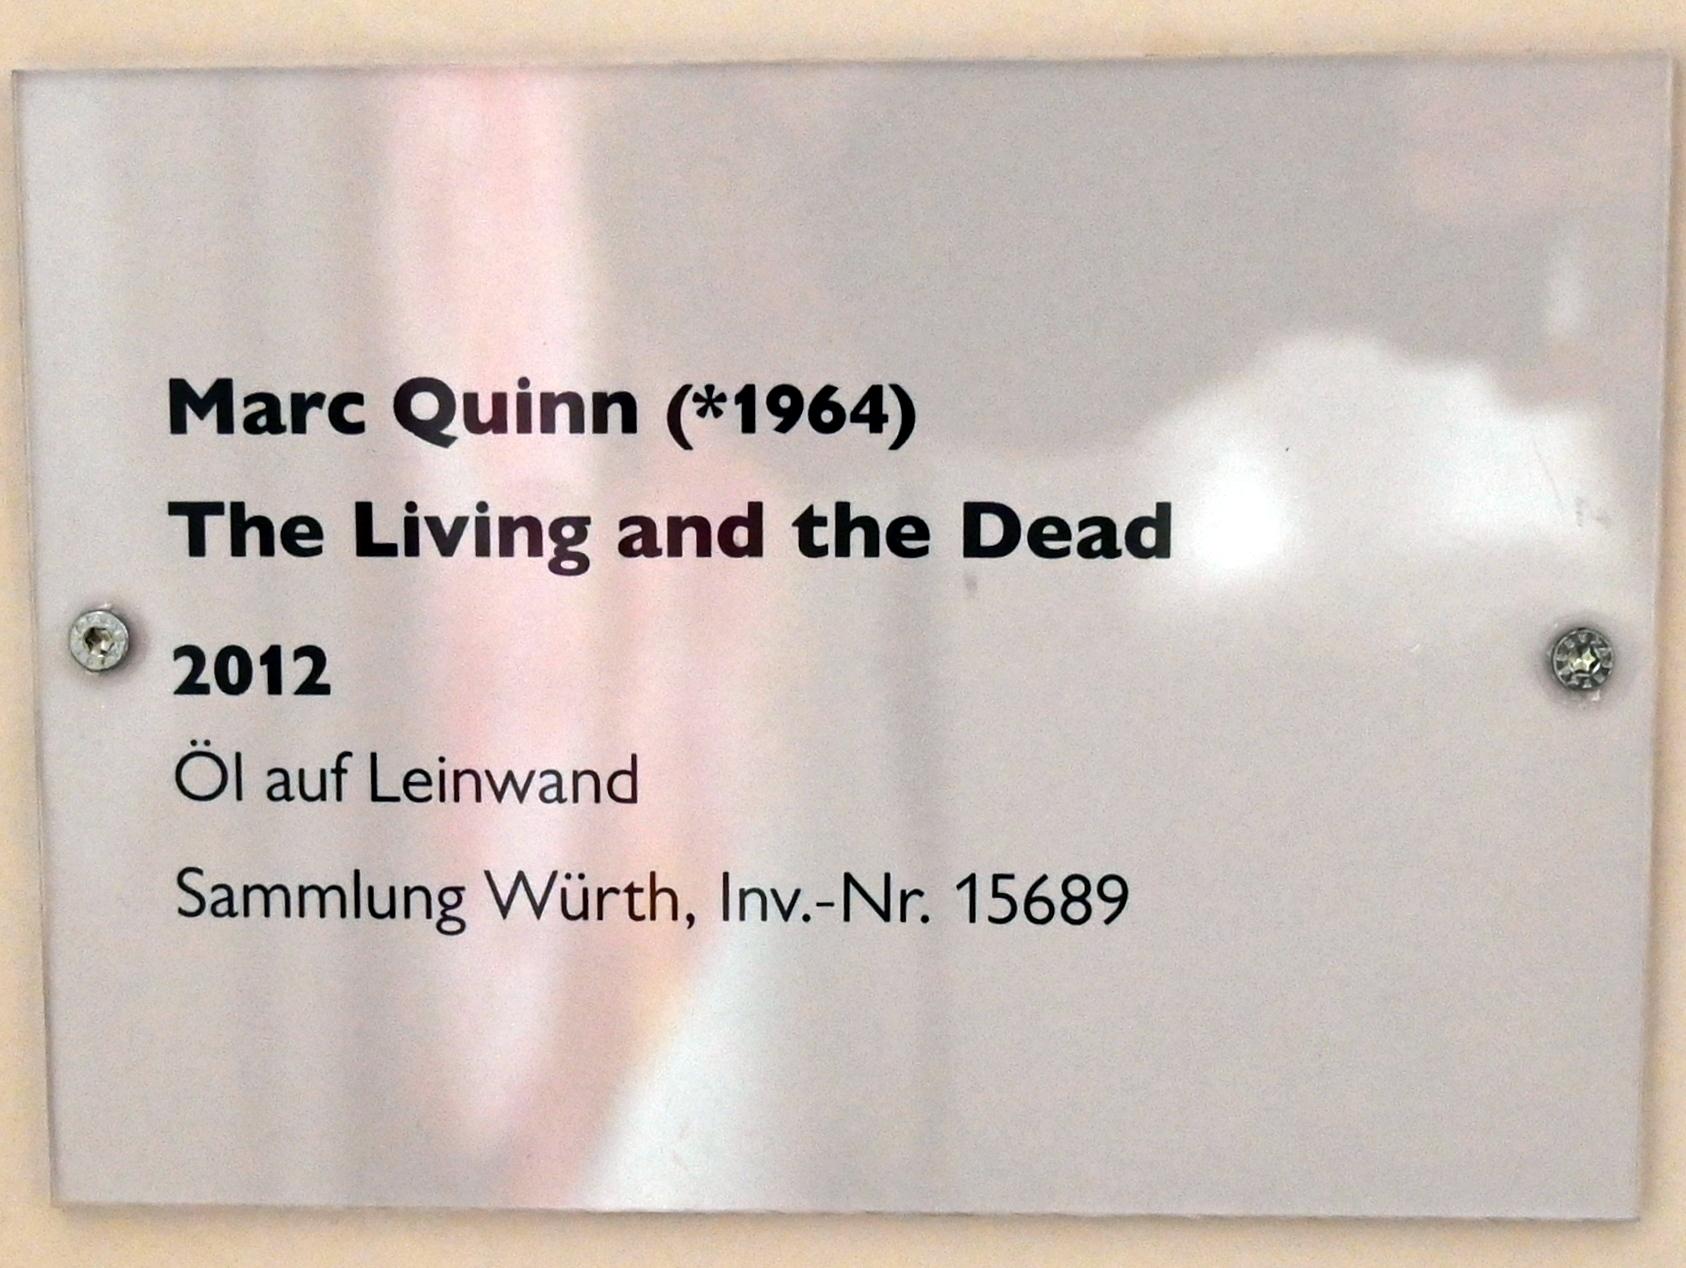 Marc Quinn (*1964)
The Living and the Dead
2012
Öl auf Leinwand
Sammlung Würth, Inv.-Nr. 15689